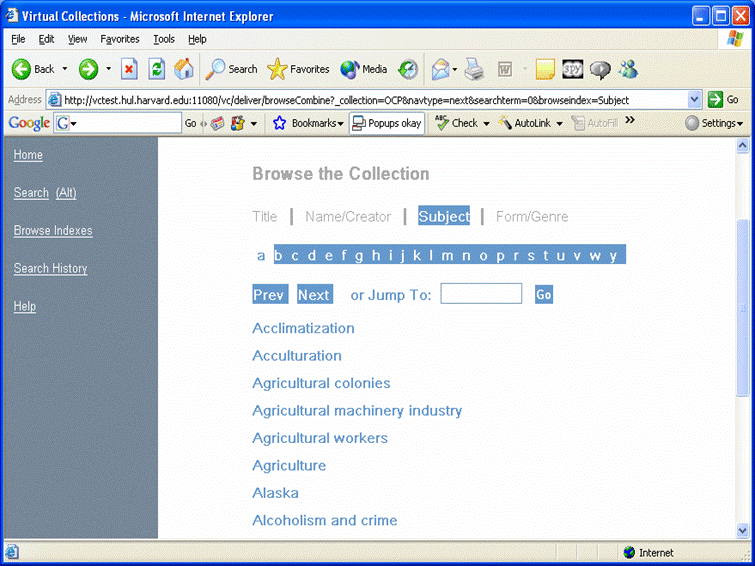 Virtual Collections - Microsoft Internet Explorer
File Edit View Favorites Tools Help
Back Search Favorites Media
Address http://vctest.hul.harvard.edu:11080/vc/deliver/browseCombine?_collection=OCP&navtype=next&searchterm=0&browseindex=Subject Go
Google G Go Bookmarks Popups okay ABC Check AutoLink AutoFill » Settings
Home
Search (Alt)
Browse Indexes
Search History
Help
Browse the Collection
Title | Name/Creator | Subject | Form/Genre
a b c d e f g h i j k l m n o p r s t u v w y
Prev Next or Jump To: Go
Acclimatization
Acculturation
Agricultural colonies
Agricultural machinery industry
Agricultural workers
Agriculture
Alaska
Alcoholism and crime
Internet